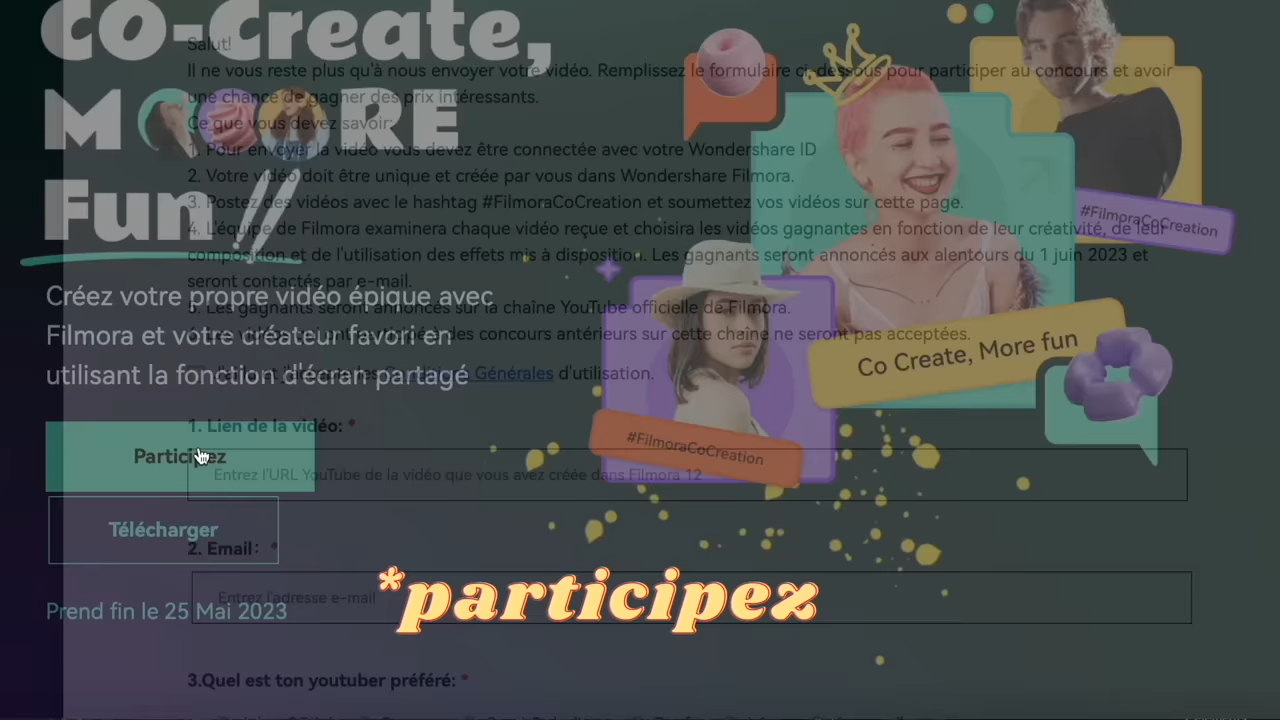 Co-Create,
MOORE
Fun
Créez votre propre vidéo épique avec
Filmora et votre créateur favori en
utilisant la fonction d'écran partagé
Participez
Télécharger
Prend fin le 25 Mai 2023
#FilmoraCoCreation
Co Create, More fun
#FilmoraCoCreation
Salut!
Il ne vous reste plus qu'à nous envoyer votre vidéo. Remplissez le formulaire ci-dessous pour participer au concours et avoir
une chance de gagner des prix intéressants.
Ce que vous devez savoir:
1. Pour envoyer la vidéo vous devez être connectée avec votre Wondershare ID
2. Votre vidéo doit être unique et créée par vous dans Wondershare Filmora.
3. Postez des vidéos avec le hashtag #FilmoraCoCreation et soumettez vos vidéos sur cette page.
4. L'équipe de Filmora examinera chaque vidéo reçue et choisira les vidéos gagnantes en fonction de leur créativité, de leur
composition et de l'utilisation des effets mis à disposition. Les gagnants seront annoncés aux alentours du 1 juin 2023 et
seront contactés par e-mail.
5. Les gagnants seront annoncés sur la chaîne YouTube officielle de Filmora.
des concours antérieurs sur cette chaîne ne seront pas acceptées.
Générales d'utilisation.
1. Lien de la vidéo: *
Entrez l'URL YouTube de la vidéo que vous avez créée dans Filmora 12
2. Email: *
Entrez l'adresse e-mail
3.Quel est ton youtuber préféré: *
*participez